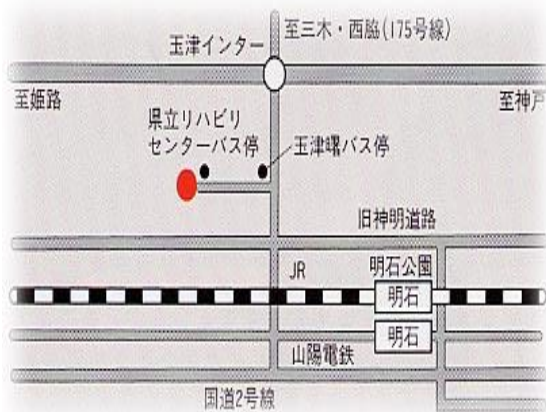 至三木・西脇(175号線)
玉津インター
至姫路
至神戸
県立リハビリ
センターバス停
玉津曙バス停
旧神明道路
JR
明石公園
明石
明石
山陽電鉄
国道2号線